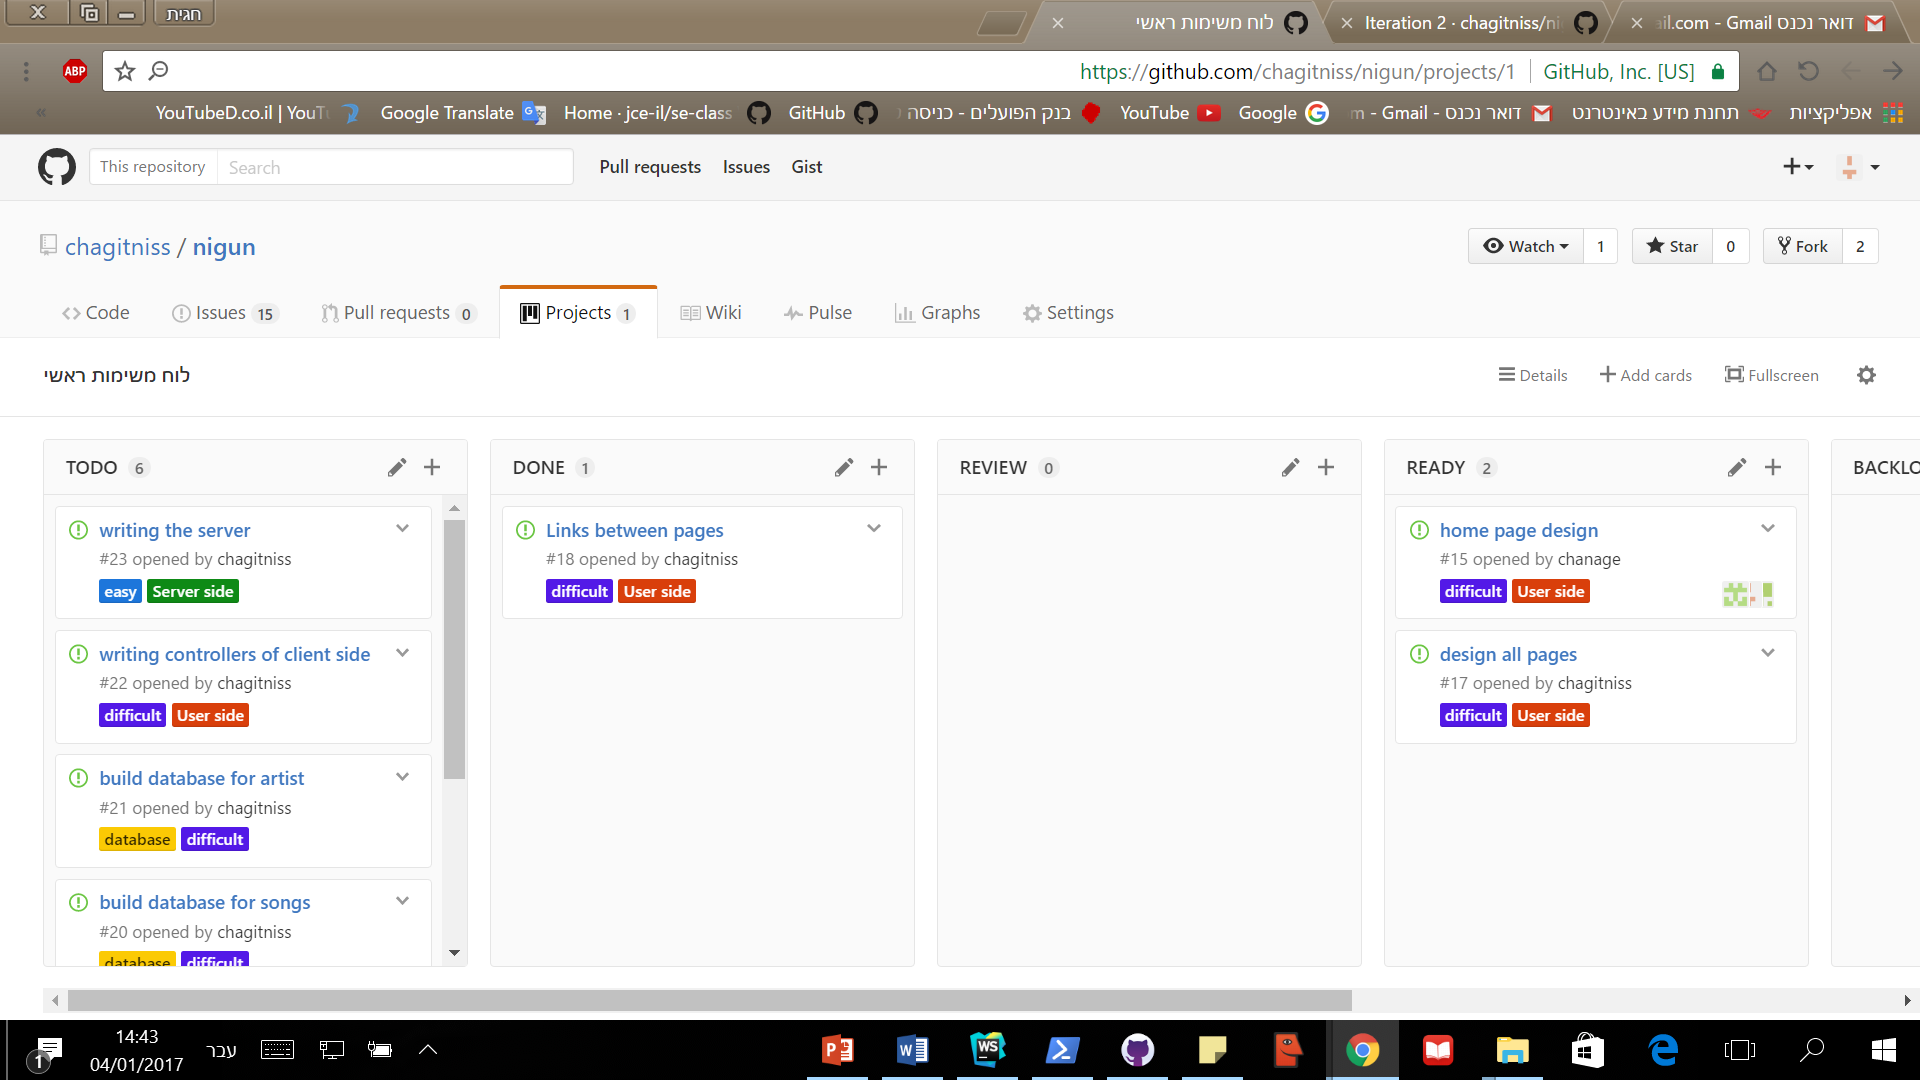 חגית
לוח משימות ראשי
Iteration 2 · chagitniss/ni
ail.com - Gmail דואר נכנס
ABP
https://github.com/chagitniss/nigun/projects/1
GitHub, Inc. [US]
«
YouTubeD.co.il | YouTu
Google Translate
Home · jce-il/se-class
GitHub
בנק הפועלים - כניסה
YouTube
Google
m - Gmail - דואר נכנס
תחנת מידע באינטרנט
אפליקציות
This repository
Search
Pull requests
Issues
Gist
chagitniss / nigun
Watch 1
Star 0
Fork 2
Code
Issues 15
Pull requests 0
Projects 1
Wiki
Pulse
Graphs
Settings
לוח משימות ראשי
Details
Add cards
Fullscreen
TODO 6
writing the server
#23 opened by chagitniss
easy Server side
writing controllers of client side
#22 opened by chagitniss
difficult User side
build database for artist
#21 opened by chagitniss
database difficult
build database for songs
#20 opened by chagitniss
database difficult
DONE 1
Links between pages
#18 opened by chagitniss
difficult User side
REVIEW 0
READY 2
home page design
#15 opened by chanage
difficult User side
design all pages
#17 opened by chagitniss
difficult User side
BACKLO
1
14:43
04/01/2017
עבר
WS